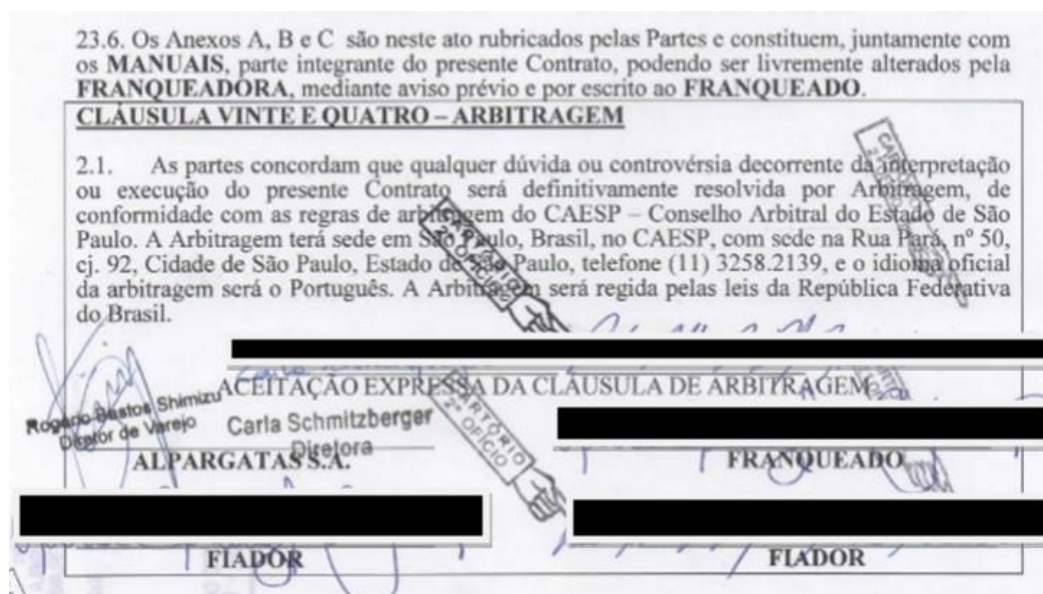 23.6. Os Anexos A, B e C são neste ato rubricados pelas Partes e constituem, juntamente com
os MANUAIS, parte integrante do presente Contrato, podendo ser livremente alterados pela
FRANQUEADORA, mediante aviso prévio e por escrito ao FRANQUEADO.
CLÁUSULA VINTE E QUATRO – ARBITRAGEM
2.1. As partes concordam que qualquer dúvida ou controvérsia decorrente da interpretação
ou execução do presente Contrato será definitivamente resolvida por Arbitragem, de
conformidade com as regras de arbitragem do CAESP – Conselho Arbitral do Estado de São
Paulo. A Arbitragem terá sede em São Paulo, Brasil, no CAESP, com sede na Rua Pará, nº 50,
cj. 92, Cidade de São Paulo, Estado de São Paulo, telefone (11) 3258.2139, e o idioma oficial
da arbitragem será o Português. A Arbitragem será regida pelas leis da República Federativa
do Brasil.
CARTÓRIO
2º OFÍCIO
ACEITAÇÃO EXPRESSA DA CLÁUSULA DE ARBITRAGEM
Rogério Bastos Shimizu
Diretor de Varejo
Carla Schmitzberger
Diretora
CARTÓRIO
2º OFÍCIO
ALPARGATAS S.A.
FRANQUEADO
FIADOR
FIADOR